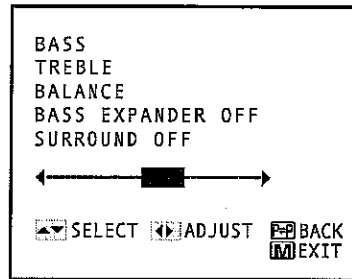 BASS
TREBLE
BALANCE
BASS EXPANDER OFF
SURROUND OFF
SELECT ADJUST P→P BACK
M EXIT